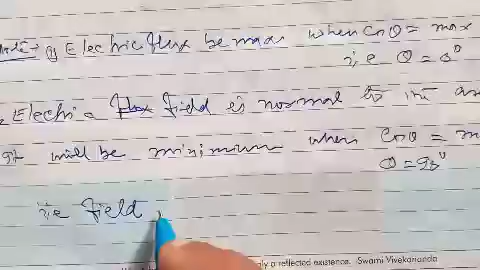 Electric flux be max when Cosθ = max
i,e θ = 0°
Electric Field is normal to
it will be minimum when Cosθ = m
θ = 90°
i.e Field
ly a reflected existence. Swami Vivekananda